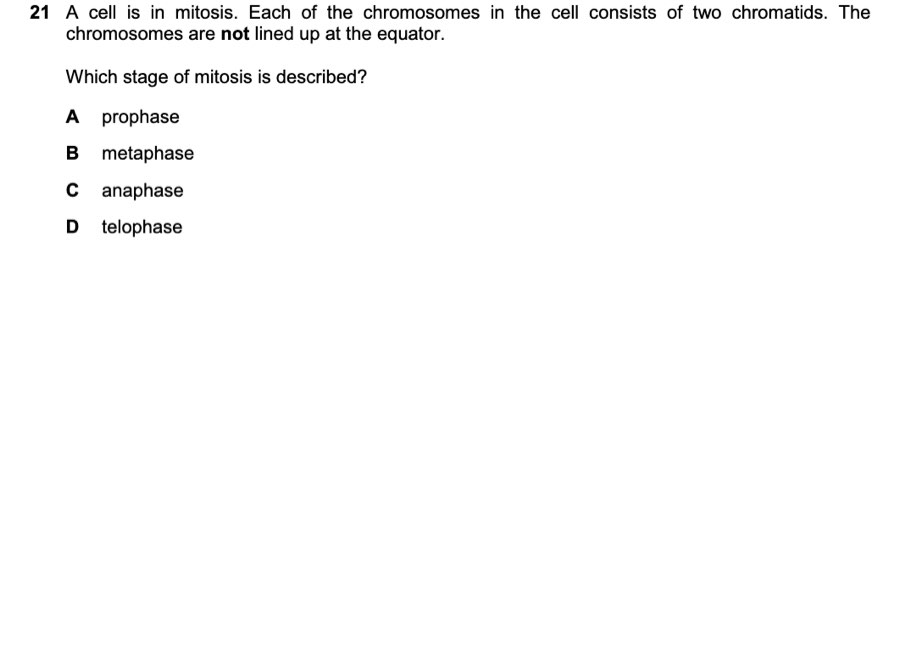 21 A cell is in mitosis. Each of the chromosomes in the cell consists of two chromatids. The
chromosomes are not lined up at the equator.
Which stage of mitosis is described?
A prophase
B metaphase
C anaphase
D telophase